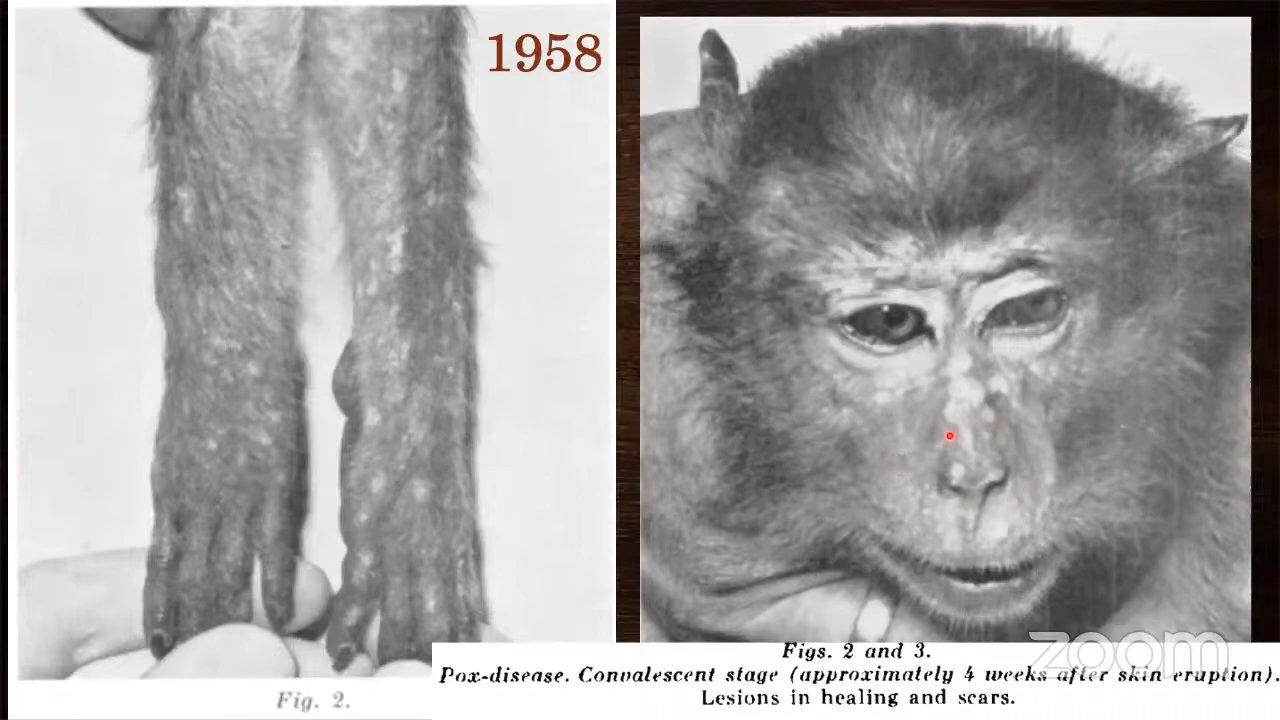 1958
zoom
Figs. 2 and 3.
Pox-disease. Convalescent stage (approximately 4 weeks after skin eruption).
Lesions in healing and scars.
Fig. 2.